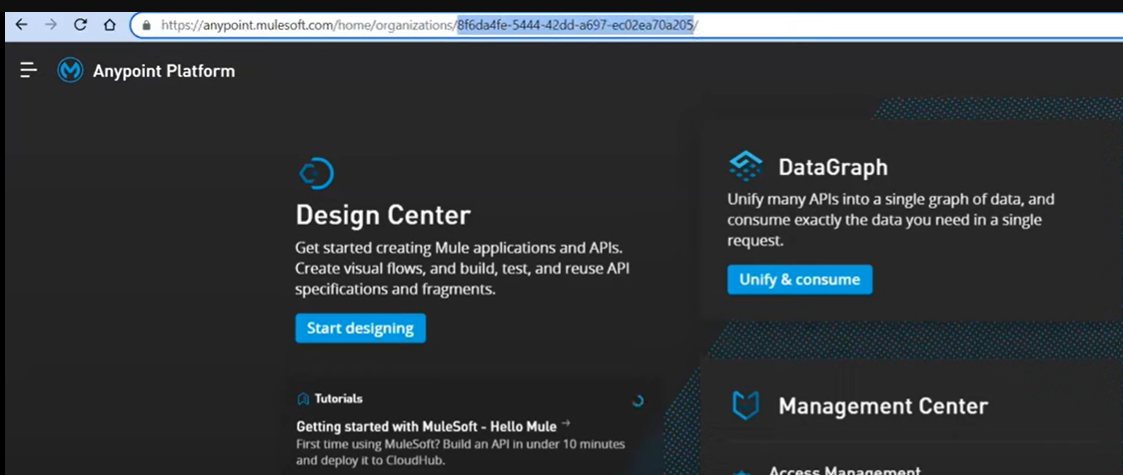 https://anypoint.mulesoft.com/home/organizations/8f6da4fe-5444-42dd-a697-ec02ea70a205/
Anypoint Platform
Design Center
Get started creating Mule applications and APIs.
Create visual flows, and build, test, and reuse API
specifications and fragments.
Start designing
Tutorials
Getting started with MuleSoft - Hello Mule →
First time using MuleSoft? Build an API in under 10 minutes
and deploy it to CloudHub.
DataGraph
Unify many APIs into a single graph of data, and
consume exactly the data you need in a single
request.
Unify & consume
Management Center
Access Management